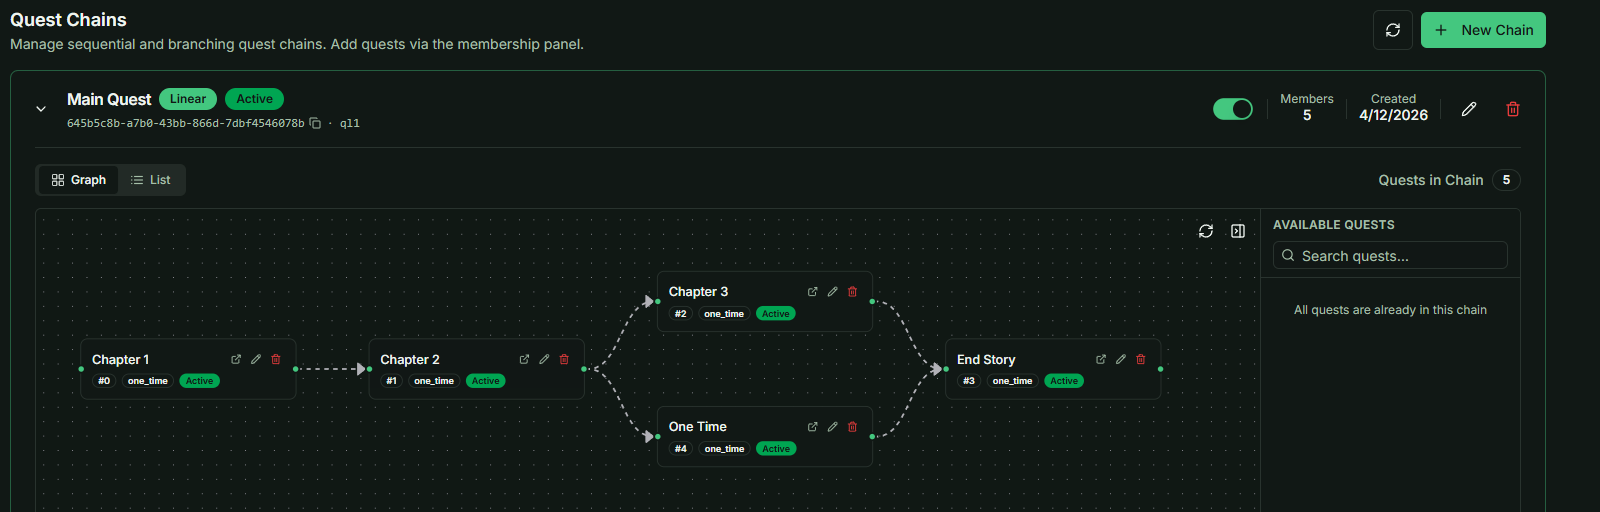 Quest Chains
Manage sequential and branching quest chains. Add quests via the membership panel.
New Chain
Main Quest Linear Active
645b5c8b-a7b0-43bb-866d-7dbf4546078b · ql1
Members
5
Created
4/12/2026
Graph List
Quests in Chain 5
AVAILABLE QUESTS
Search quests...
All quests are already in this chain
Chapter 1
#0 one_time Active
Chapter 2
#1 one_time Active
Chapter 3
#2 one_time Active
One Time
#4 one_time Active
End Story
#3 one_time Active